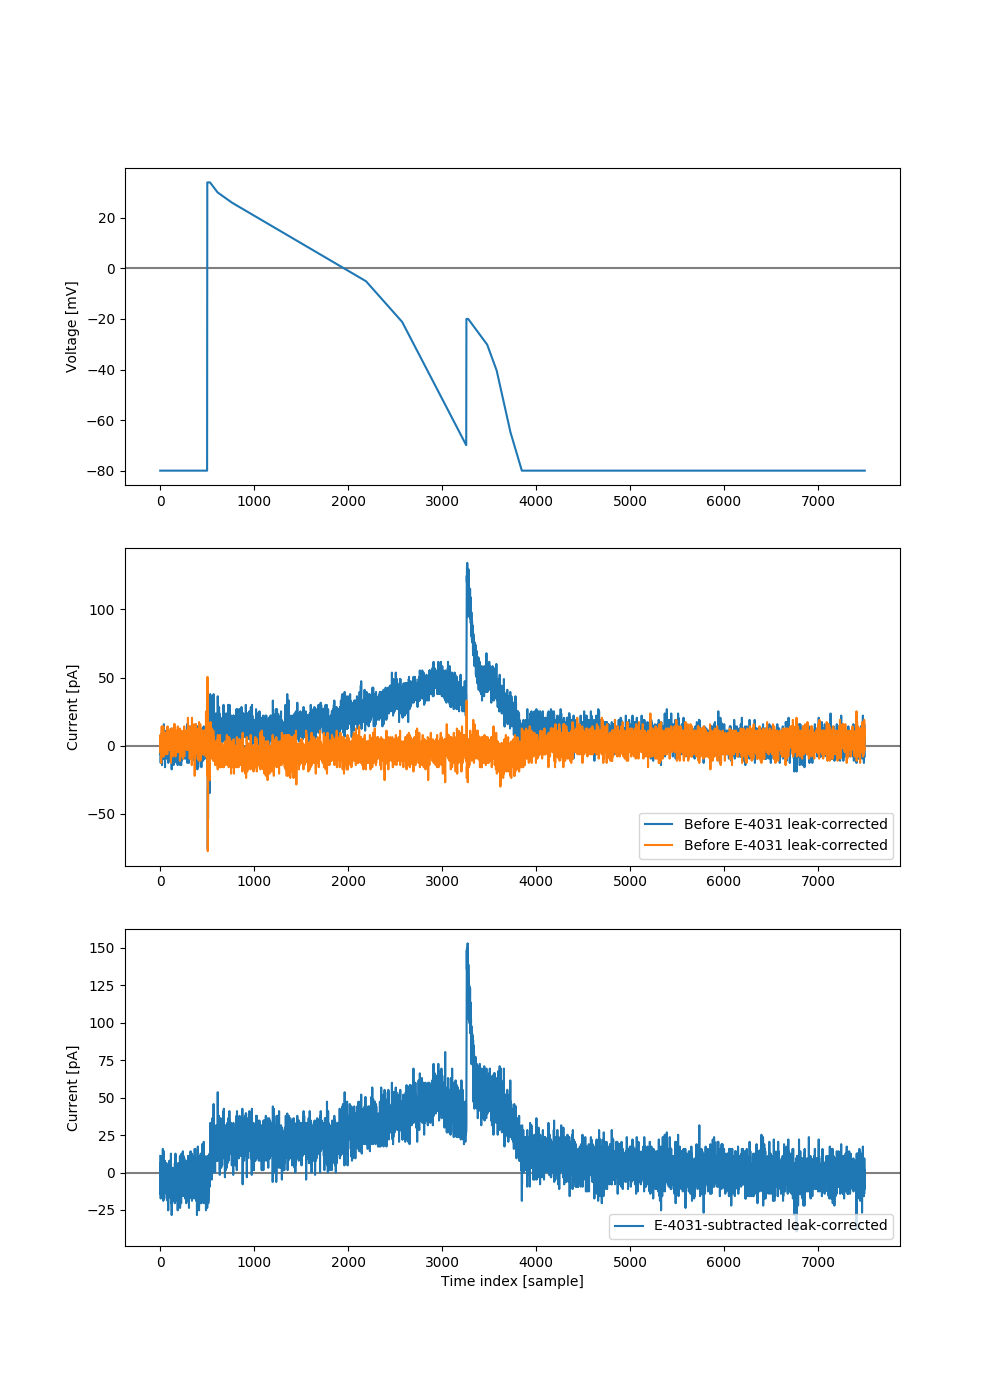 20
0
−20
−40
−60
−80
Voltage [mV]
0 1000 2000 3000 4000 5000 6000 7000
100
50
0
−50
Current [pA]
Before E-4031 leak-corrected
Before E-4031 leak-corrected
0 1000 2000 3000 4000 5000 6000 7000
150
125
100
75
50
25
0
−25
Current [pA]
E-4031-subtracted leak-corrected
0 1000 2000 3000 4000 5000 6000 7000
Time index [sample]